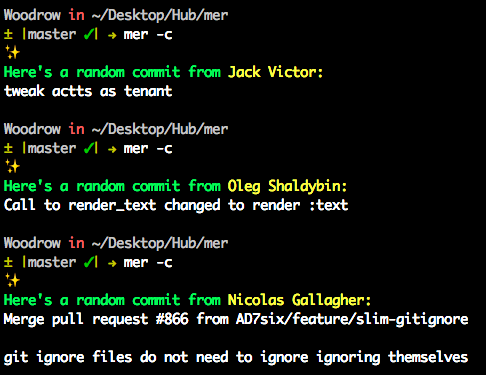 Woodrow in ~/Desktop/Hub/mer
± |master ✓| → mer -c
✨
Here's a random commit from Jack Victor:
tweak actts as tenant
Woodrow in ~/Desktop/Hub/mer
± |master ✓| → mer -c
✨
Here's a random commit from Oleg Shaldybin:
Call to render_text changed to render :text
Woodrow in ~/Desktop/Hub/mer
± |master ✓| → mer -c
✨
Here's a random commit from Nicolas Gallagher:
Merge pull request #866 from AD7six/feature/slim-gitignore
git ignore files do not need to ignore ignoring themselves